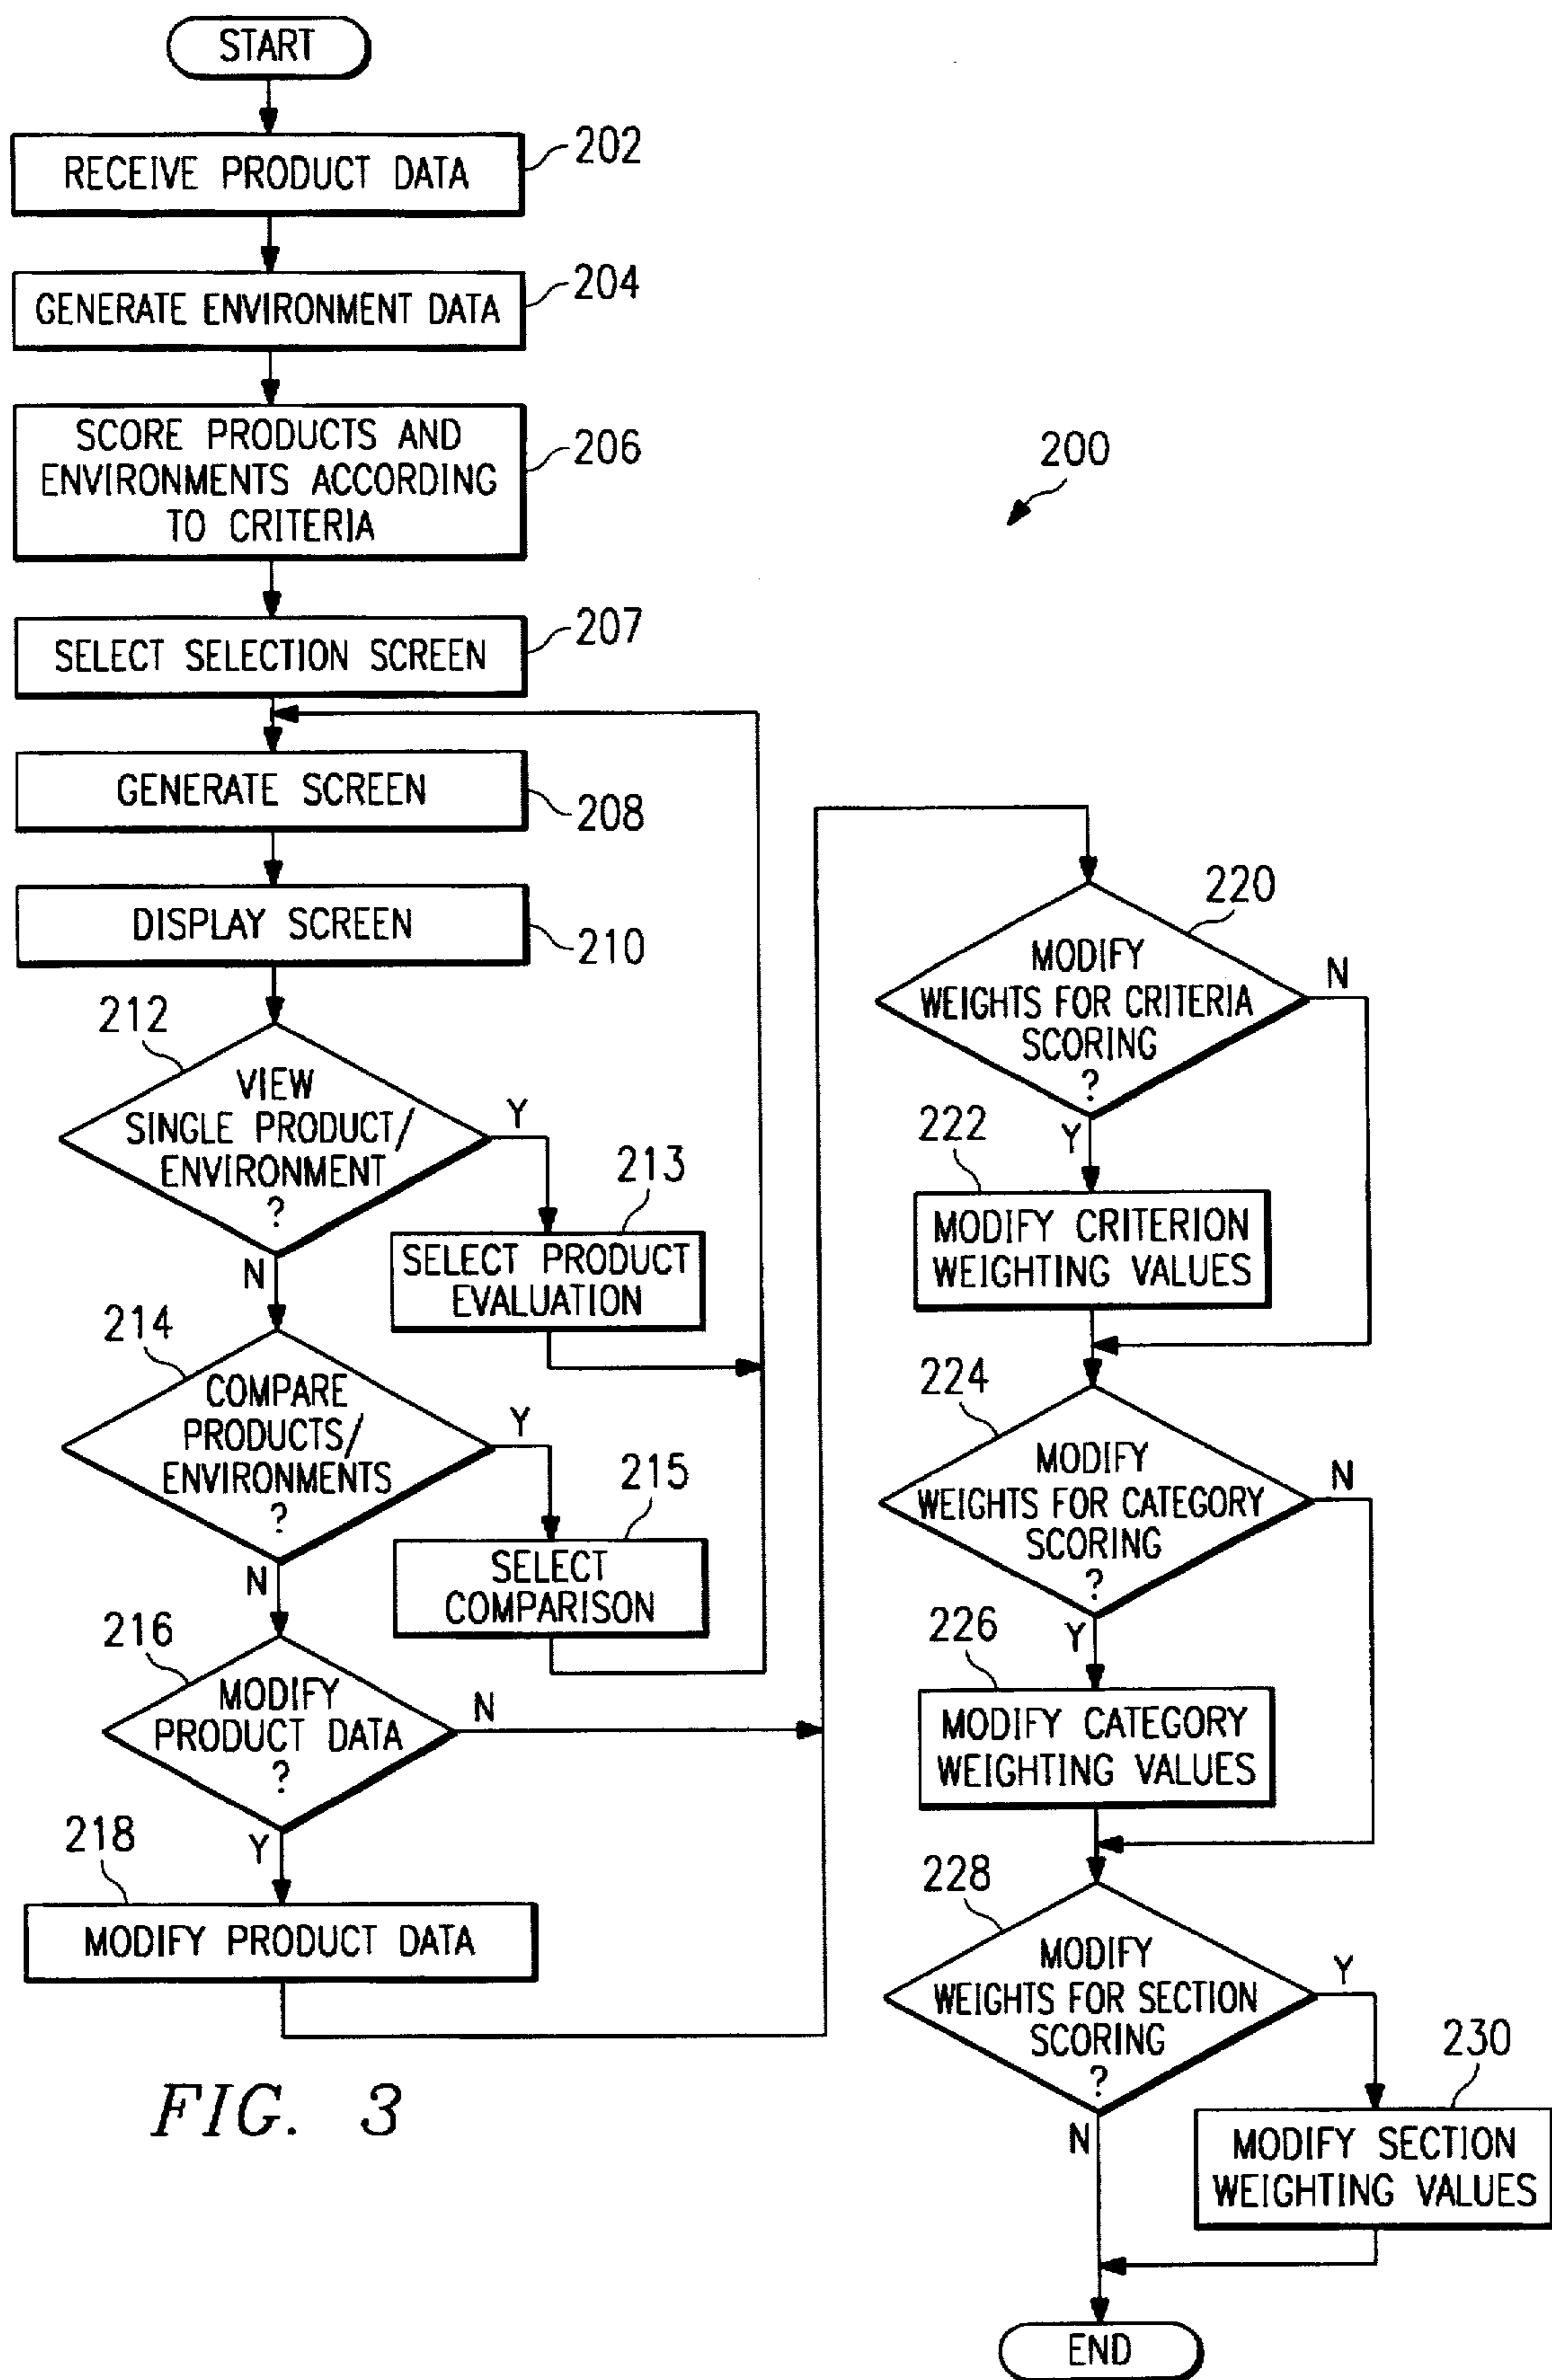 START
202
RECEIVE PRODUCT DATA
204
GENERATE ENVIRONMENT DATA
206
SCORE PRODUCTS AND
ENVIRONMENTS ACCORDING
TO CRITERIA
207
SELECT SELECTION SCREEN
GENERATE SCREEN
208
DISPLAY SCREEN
210
212
VIEW
SINGLE PRODUCT/
ENVIRONMENT
?
Y
N
213
SELECT PRODUCT
EVALUATION
214
COMPARE
PRODUCTS/
ENVIRONMENTS
?
Y
N
215
SELECT
COMPARISON
216
MODIFY
PRODUCT DATA
?
N
Y
218
MODIFY PRODUCT DATA
FIG. 3
200
220
MODIFY
WEIGHTS FOR CRITERIA
SCORING
?
N
Y
222
MODIFY CRITERION
WEIGHTING VALUES
224
MODIFY
WEIGHTS FOR CATEGORY
SCORING
?
N
Y
226
MODIFY CATEGORY
WEIGHTING VALUES
228
MODIFY
WEIGHTS FOR SECTION
SCORING
?
Y
N
230
MODIFY SECTION
WEIGHTING VALUES
END